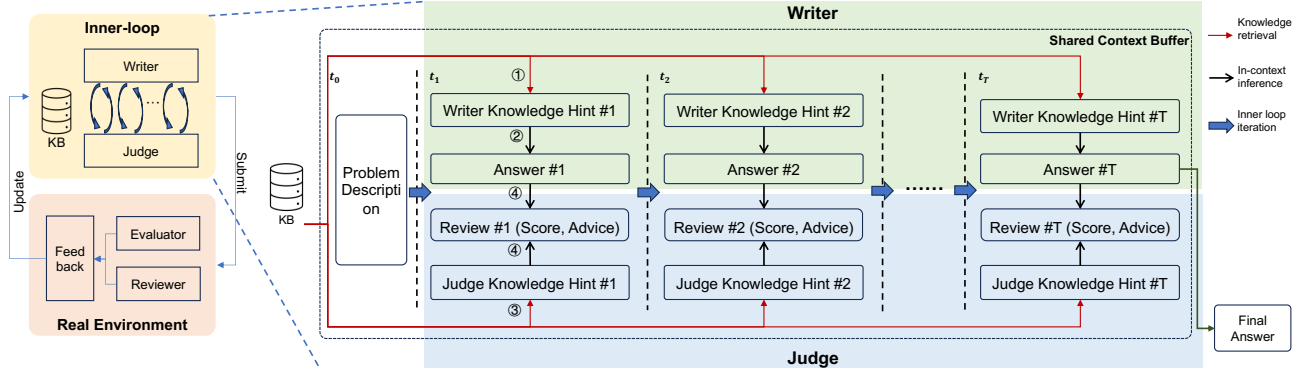 Inner-loop
Writer
...
KB
Judge
Update
Submit
Feed
back
Evaluator
Reviewer
Real Environment
Writer
Shared Context Buffer
KB
t₀
Problem
Descripti
on
t₁
①
Writer Knowledge Hint #1
②
Answer #1
④
Review #1 (Score, Advice)
④
Judge Knowledge Hint #1
③
t₂
Writer Knowledge Hint #2
Answer #2
Review #2 (Score, Advice)
Judge Knowledge Hint #2
......
t_T
Writer Knowledge Hint #T
Answer #T
Review #T (Score, Advice)
Judge Knowledge Hint #T
Judge
Knowledge
retrieval
In-context
inference
Inner loop
iteration
Final
Answer